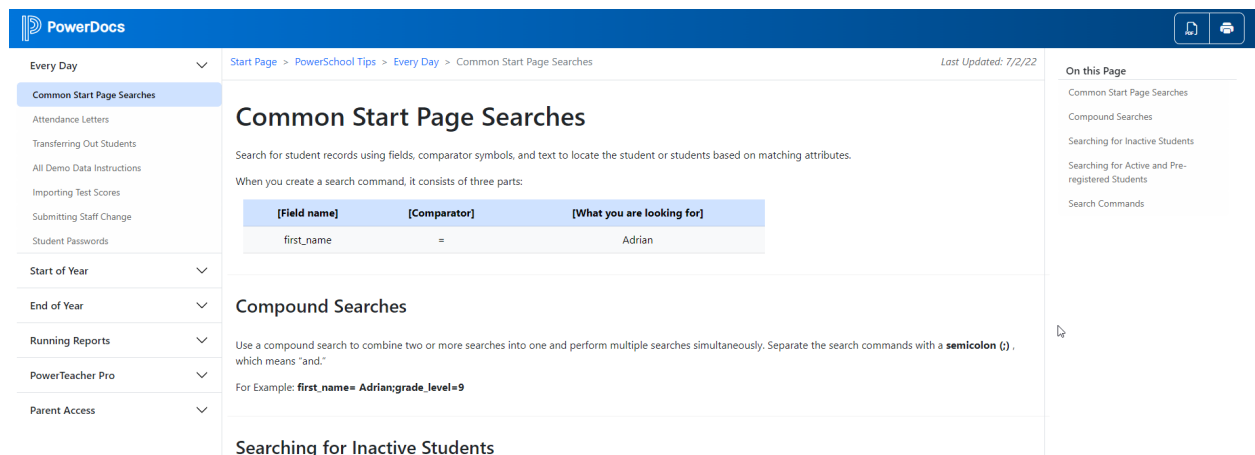 PowerDocs
PDF
Every Day
Common Start Page Searches
Attendance Letters
Transferring Out Students
All Demo Data Instructions
Importing Test Scores
Submitting Staff Change
Student Passwords
Start of Year
End of Year
Running Reports
PowerTeacher Pro
Parent Access
Start Page > PowerSchool Tips > Every Day > Common Start Page Searches
Last Updated: 7/2/22
Common Start Page Searches
Search for student records using fields, comparator symbols, and text to locate the student or students based on matching attributes.
When you create a search command, it consists of three parts:
[Field name] [Comparator] [What you are looking for]
first_name = Adrian
Compound Searches
Use a compound search to combine two or more searches into one and perform multiple searches simultaneously. Separate the search commands with a semicolon (;) ,
which means "and."
For Example: first_name= Adrian;grade_level=9
Searching for Inactive Students
On this Page
Common Start Page Searches
Compound Searches
Searching for Inactive Students
Searching for Active and Pre-
registered Students
Search Commands